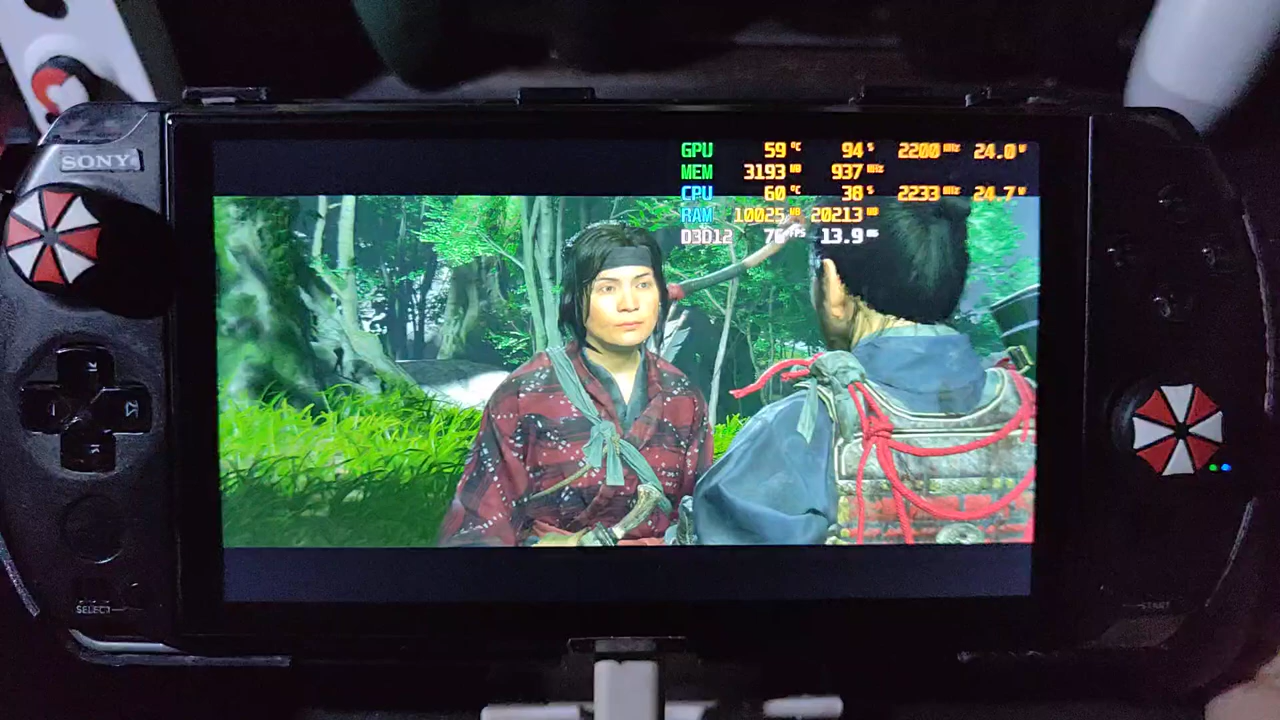 SONY
GPU 59 °C 94 % 2200 MHz 24.0 W
MEM 3193 MB 937 MHz
CPU 60 °C 38 % 2233 MHz 24.7 W
RAM 10025 MB 20213 MB
D3D12 76 FPS 13.9 ms
SELECT
START